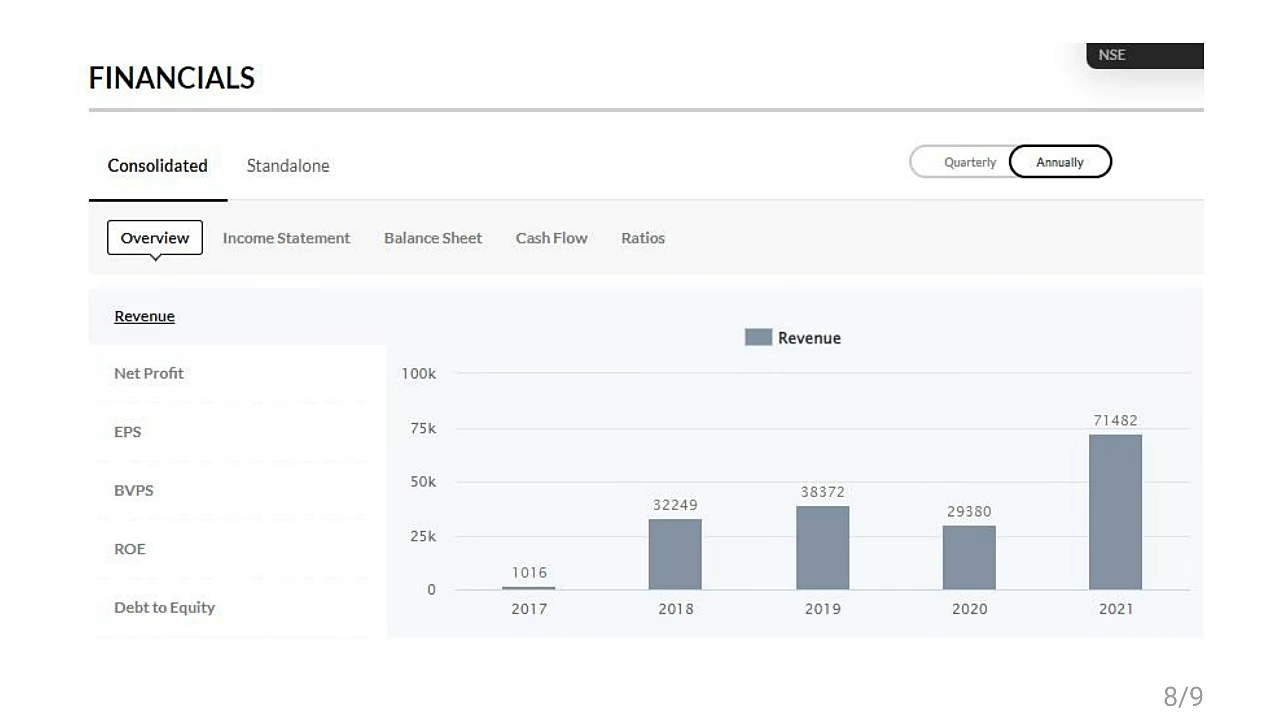 NSE
FINANCIALS
Consolidated Standalone Quarterly Annually
Overview Income Statement Balance Sheet Cash Flow Ratios
Revenue
Net Profit
EPS
BVPS
ROE
Debt to Equity
Revenue
100k
75k
50k
25k
0
1016 32249 38372 29380 71482
2017 2018 2019 2020 2021
8/9